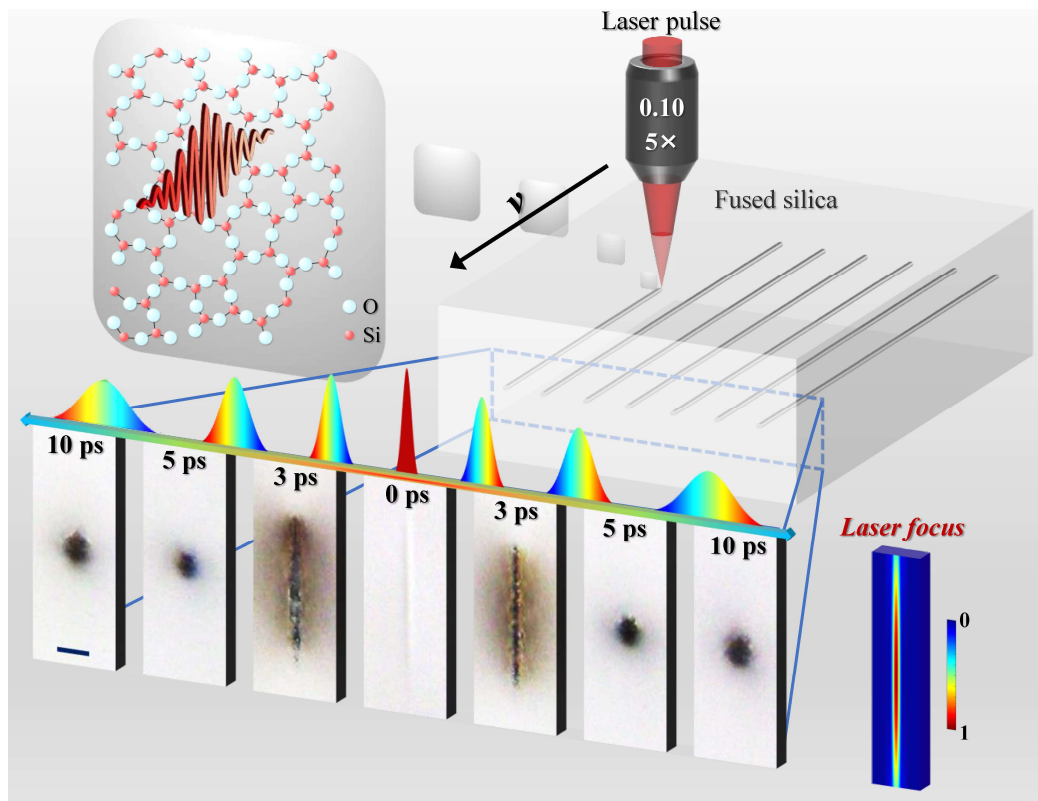 Laser pulse
0.10
5×
ν
Fused silica
O
Si
10 ps
5 ps
3 ps
0 ps
3 ps
5 ps
10 ps
Laser focus
0
1